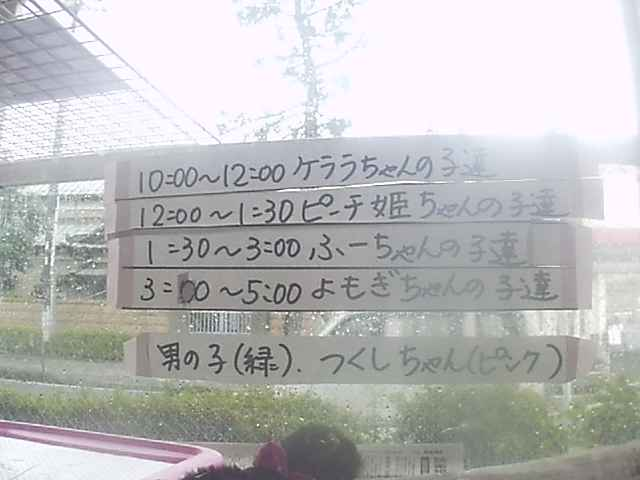 10:00〜12:00 ケララちゃんの子達
12:00〜1:30 ピーチ姫ちゃんの子達
1:30〜3:00 ふーちゃんの子達
3:00〜5:00 よもぎちゃんの子達
男の子(緑). つくしちゃん(ピンク)